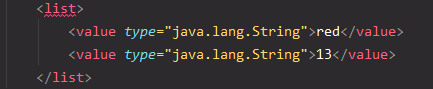 <list>
<value type="java.lang.String">red</value>
<value type="java.lang.String">13</value>
</list>